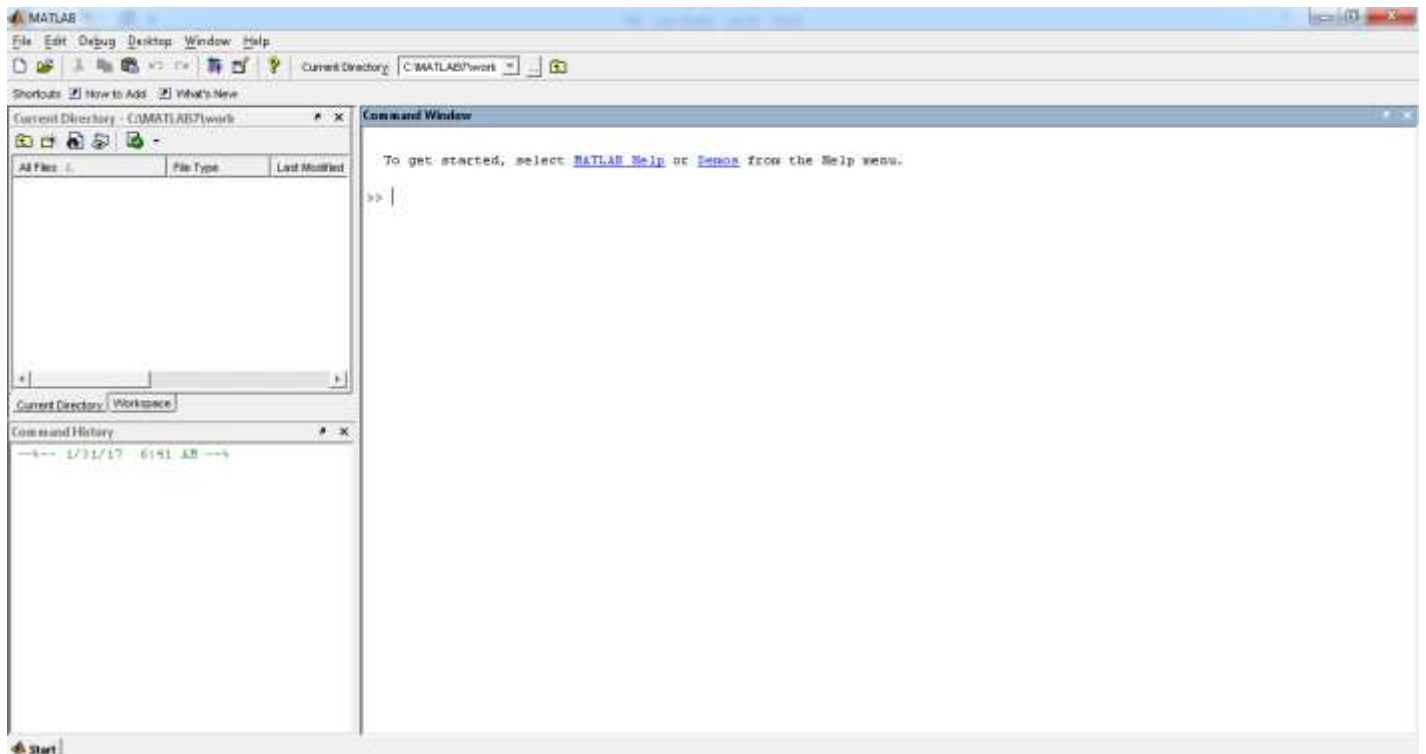 MATLAB
File Edit Debug Desktop Window Help
Current Directory: C:\MATLAB7\work
Shortcuts How to Add What's New
Current Directory - C:\MATLAB7\work
All Files File Type Last Modified
Current Directory Workspace
Command History
--%-- 1/31/17 6:41 AM --%
Command Window
To get started, select MATLAB Help or Demos from the Help menu.
>>
Start